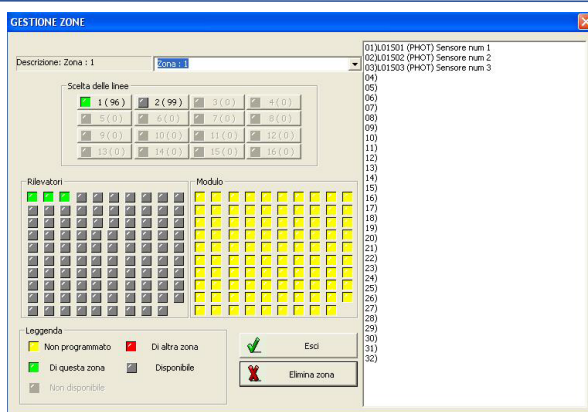 GESTIONE ZONE
Descrizione: Zona : 1
Zona : 1
Scelta delle linee
1 ( 96 ) 2 ( 99 ) 3 ( 0 ) 4 ( 0 )
5 ( 0 ) 6 ( 0 ) 7 ( 0 ) 8 ( 0 )
9 ( 0 ) 10 ( 0 ) 11 ( 0 ) 12 ( 0 )
13 ( 0 ) 14 ( 0 ) 15 ( 0 ) 16 ( 0 )
Rilevatori
Modulo
Leggenda
Non programmato
Di altra zona
Di questa zona
Disponibile
Non disponibile
Esci
Elimina zona
01)L01S01 (PHOT) Sensore num 1
02)L01S02 (PHOT) Sensore num 2
03)L01S03 (PHOT) Sensore num 3
04)
05)
06)
07)
08)
09)
10)
11)
12)
13)
14)
15)
16)
17)
18)
19)
20)
21)
22)
23)
24)
25)
26)
27)
28)
29)
30)
31)
32)